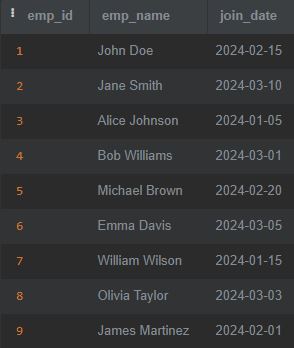 emp_id emp_name join_date
1 John Doe 2024-02-15
2 Jane Smith 2024-03-10
3 Alice Johnson 2024-01-05
4 Bob Williams 2024-03-01
5 Michael Brown 2024-02-20
6 Emma Davis 2024-03-05
7 William Wilson 2024-01-15
8 Olivia Taylor 2024-03-03
9 James Martinez 2024-02-01